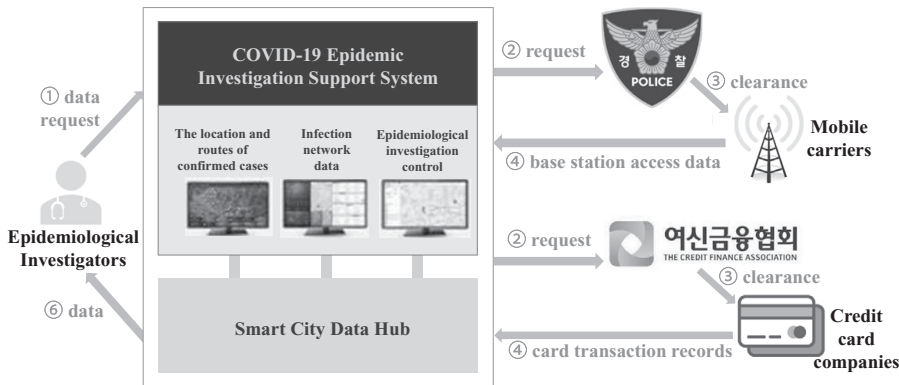 COVID-19 Epidemic
Investigation Support System
The location and
routes of
confirmed cases
Infection
network
data
Epidemiological
investigation
control
Smart City Data Hub
① data
request
Epidemiological
Investigators
⑥ data
② request
경 찰
POLICE
③ clearance
Mobile
carriers
④ base station access data
② request
여신금융협회
THE CREDIT FINANCE ASSOCIATION
③ clearance
Credit
card
companies
④ card transaction records